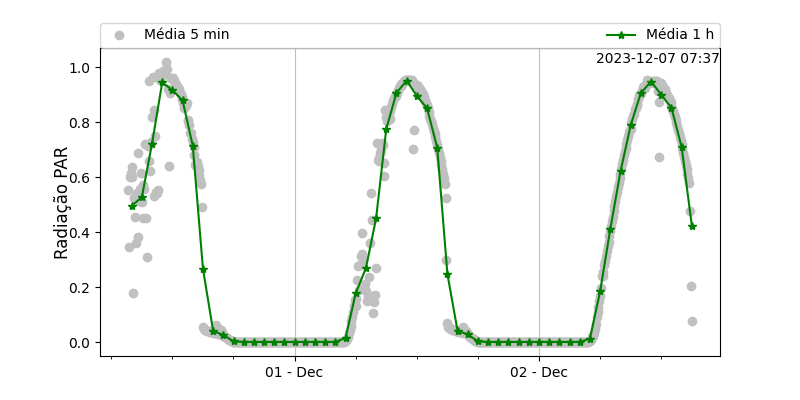 Média 5 min
Média 1 h
2023-12-07 07:37
Radiação PAR
1.0
0.8
0.6
0.4
0.2
0.0
01 - Dec
02 - Dec